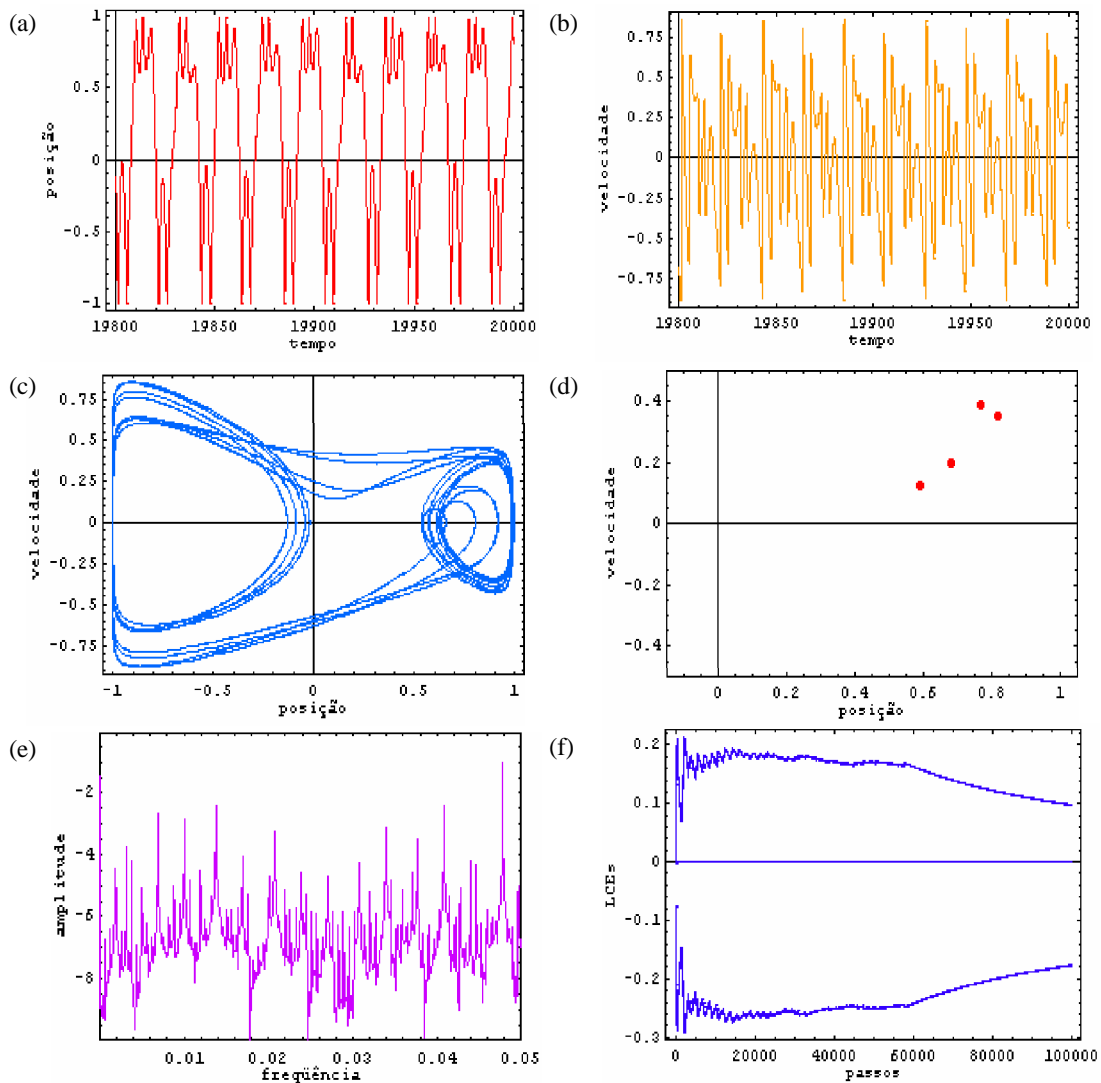 (a)
1
0.5
0
-0.5
-1
posição
19800 19850 19900 19950 20000
tempo
(b)
0.75
0.5
0.25
0
-0.25
-0.5
-0.75
velocidade
19800 19850 19900 19950 20000
tempo
(c)
0.75
0.5
0.25
0
-0.25
-0.5
-0.75
velocidade
-1 -0.5 0 0.5 1
posição
(d)
0.4
0.2
0
-0.2
-0.4
velocidade
0 0.2 0.4 0.6 0.8 1
posição
(e)
-2
-4
-6
-8
amplitude
0.01 0.02 0.03 0.04 0.05
freqüência
(f)
0.2
0.1
0
-0.1
-0.2
-0.3
LCEs
0 20000 40000 60000 80000 100000
passos